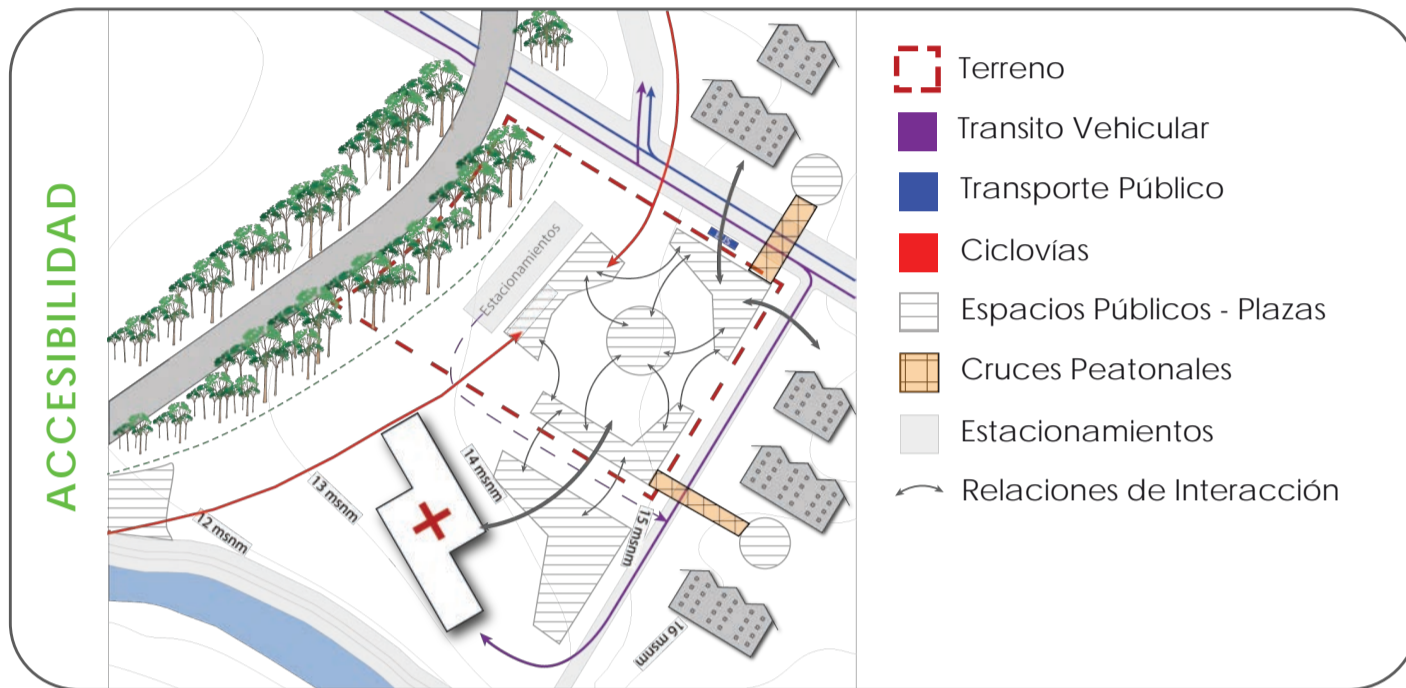 ACCESIBILIDAD
Estacionamientos
12 msnm
13 msnm
14 msnm
15 msnm
16 msnm
Terreno
Transito Vehicular
Transporte Público
Ciclovías
Espacios Públicos - Plazas
Cruces Peatonales
Estacionamientos
Relaciones de Interacción